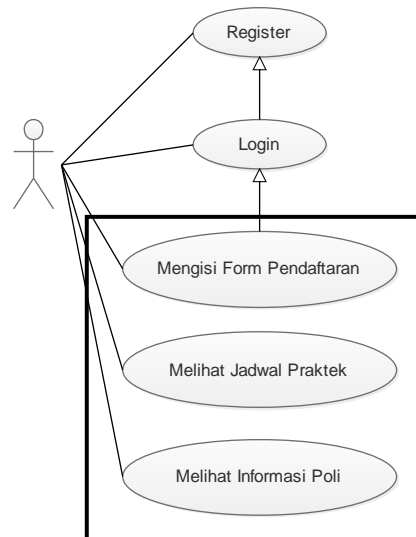 Register
Login
Mengisi Form Pendaftaran
Melihat Jadwal Praktek
Melihat Informasi Poli